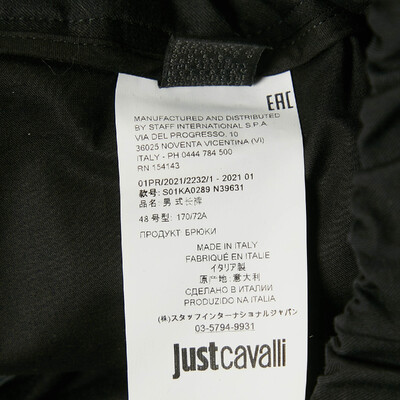 EAC
MANUFACTURED AND DISTRIBUTED
BY STAFF INTERNATIONAL S.P.A
VIA DEL PROGRESSO, 10
36025 NOVENTA VICENTINA (VI)
ITALY - PH 0444 784 500
RN 154143
01PR/2021/2232/1 - 2021 01
款号: S01KA0289 N39631
品名: 男式长裤
48 号型: 170/72A
ПРОДУКТ БРЮКИ
MADE IN ITALY
FABRIQUÉ EN ITALIE
イタリア製
原产地:意大利
СДЕЛАНО В ИТАЛИИ
PRODUZIDO NA ITALIA
(株)スタッフインターナショナルジャパン
03-5794-9931
justcavalli